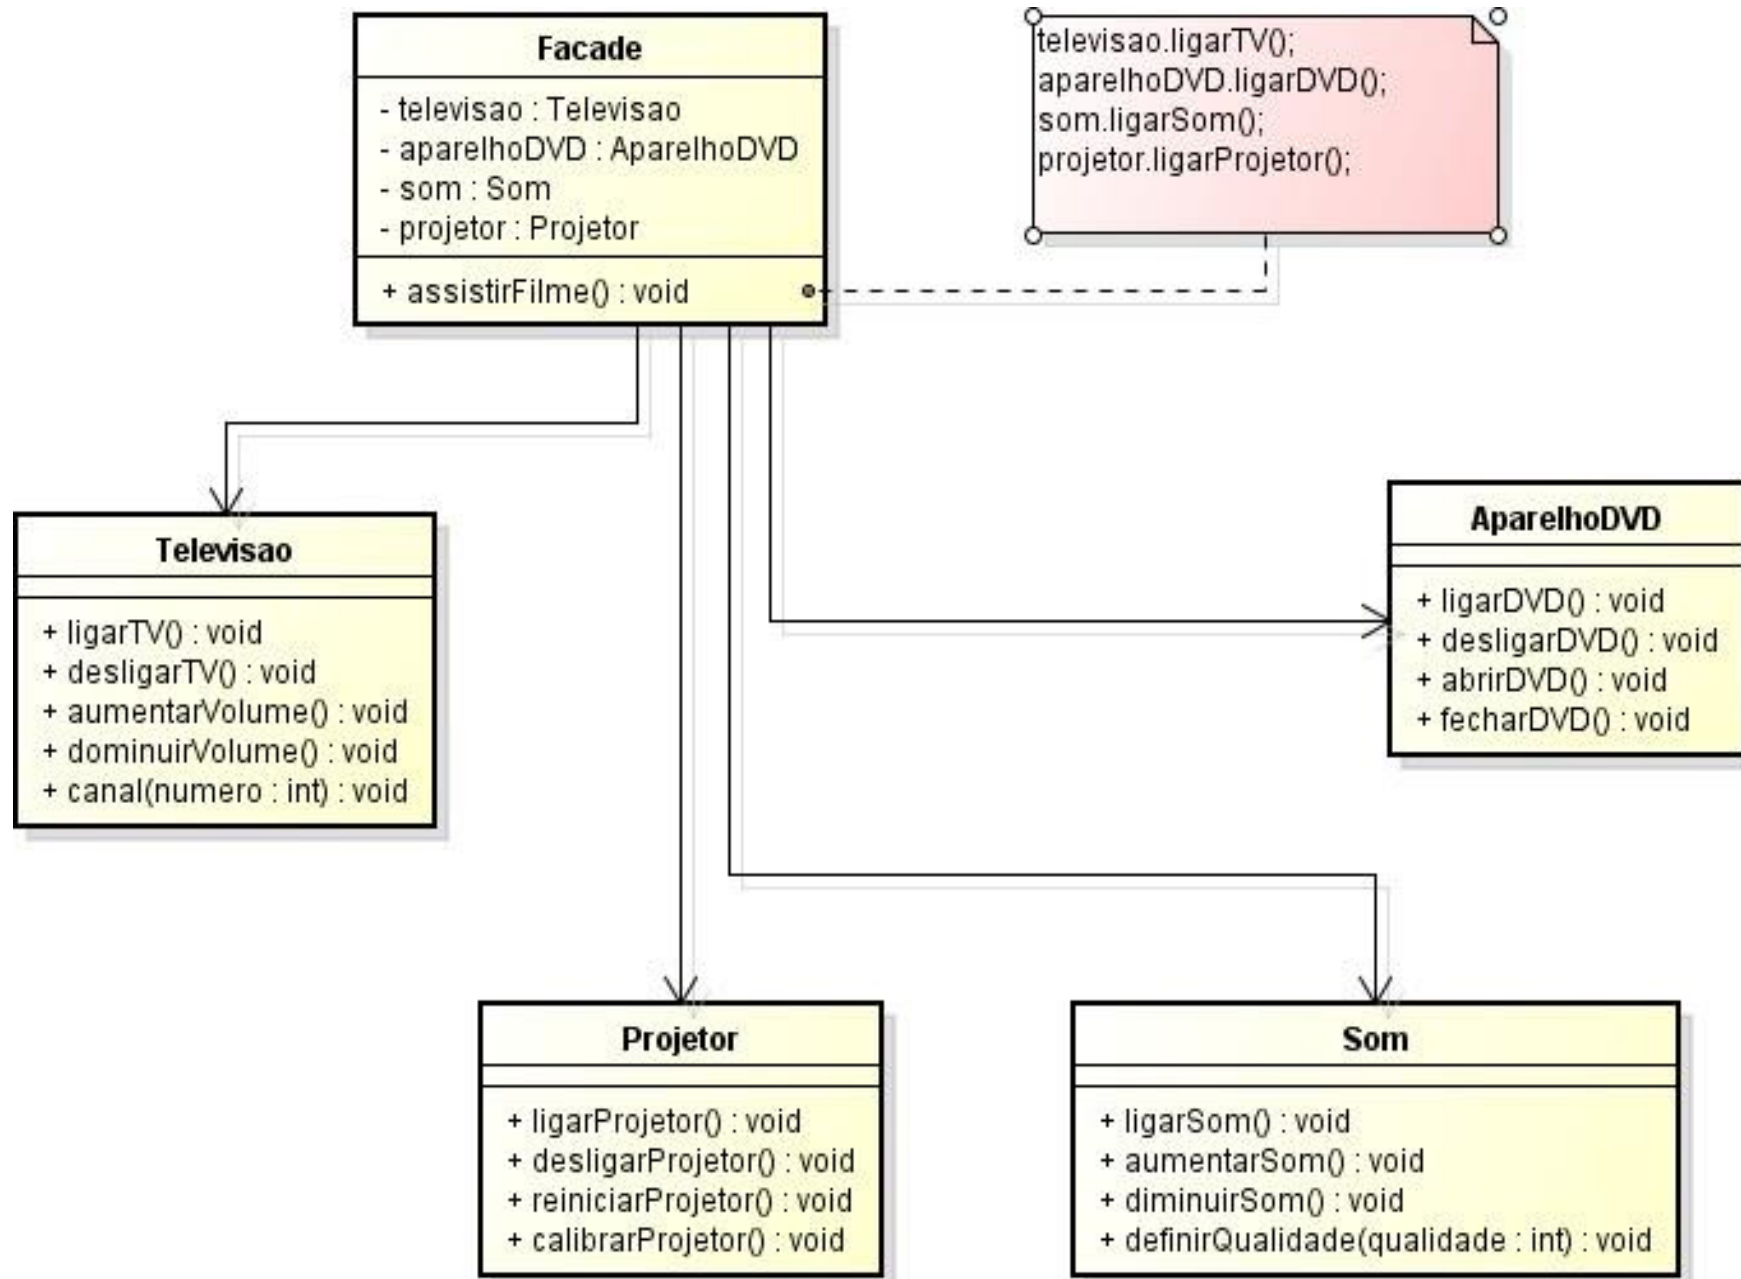 Facade
- televisao : Televisao
- aparelhoDVD : AparelhoDVD
- som : Som
- projetor : Projetor
+ assistirFilme() : void
televisao.ligarTV();
aparelhoDVD.ligarDVD();
som.ligarSom();
projetor.ligarProjetor();
Televisao
+ ligarTV() : void
+ desligarTV() : void
+ aumentarVolume() : void
+ dominuirVolume() : void
+ canal(numero : int) : void
AparelhoDVD
+ ligarDVD() : void
+ desligarDVD() : void
+ abrirDVD() : void
+ fecharDVD() : void
Projetor
+ ligarProjetor() : void
+ desligarProjetor() : void
+ reiniciarProjetor() : void
+ calibrarProjetor() : void
Som
+ ligarSom() : void
+ aumentarSom() : void
+ diminuirSom() : void
+ definirQualidade(qualidade : int) : void